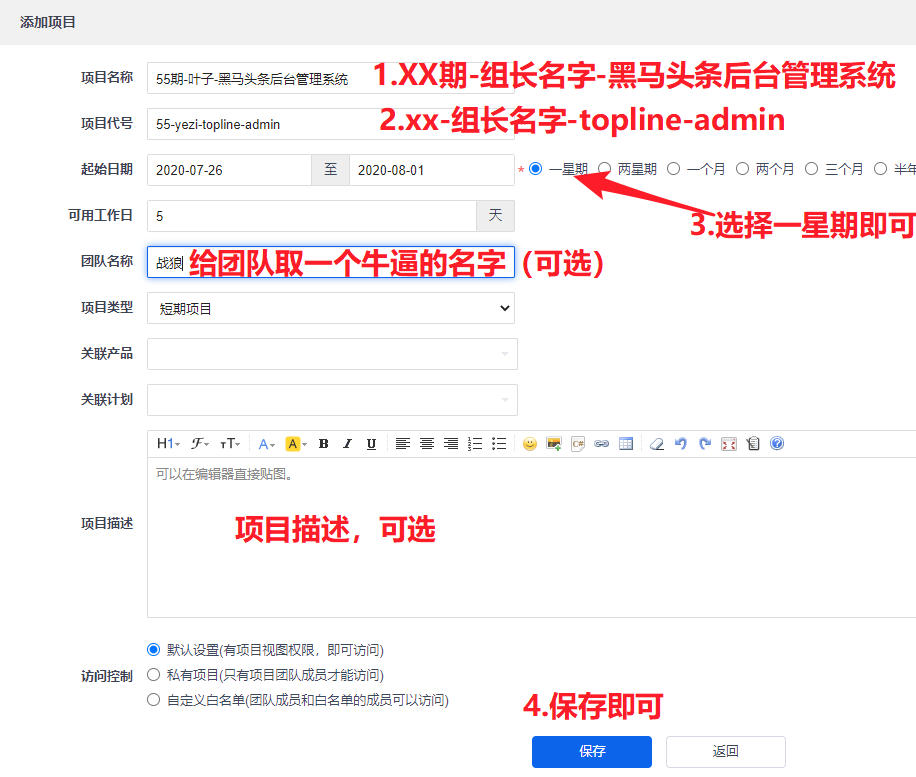 添加项目
项目名称 55期-叶子-黑马头条后台管理系统 1.XX期-组长名字-黑马头条后台管理系统
项目代号 55-yezi-topline-admin 2.xx-组长名字-topline-admin
起始日期 2020-07-26 至 2020-08-01 * 一星期 两星期 一个月 两个月 三个月 半年
3.选择一星期即可
可用工作日 5 天
团队名称 战狼 给团队取一个牛逼的名字（可选）
项目类型 短期项目
关联产品
关联计划
H1 F TT A A B I U C#
可以在编辑器直接贴图。
项目描述 项目描述，可选
默认设置(有项目视图权限，即可访问)
访问控制 私有项目(只有项目团队成员才能访问)
自定义白名单(团队成员和白名单的成员可以访问)
4.保存即可
保存 返回